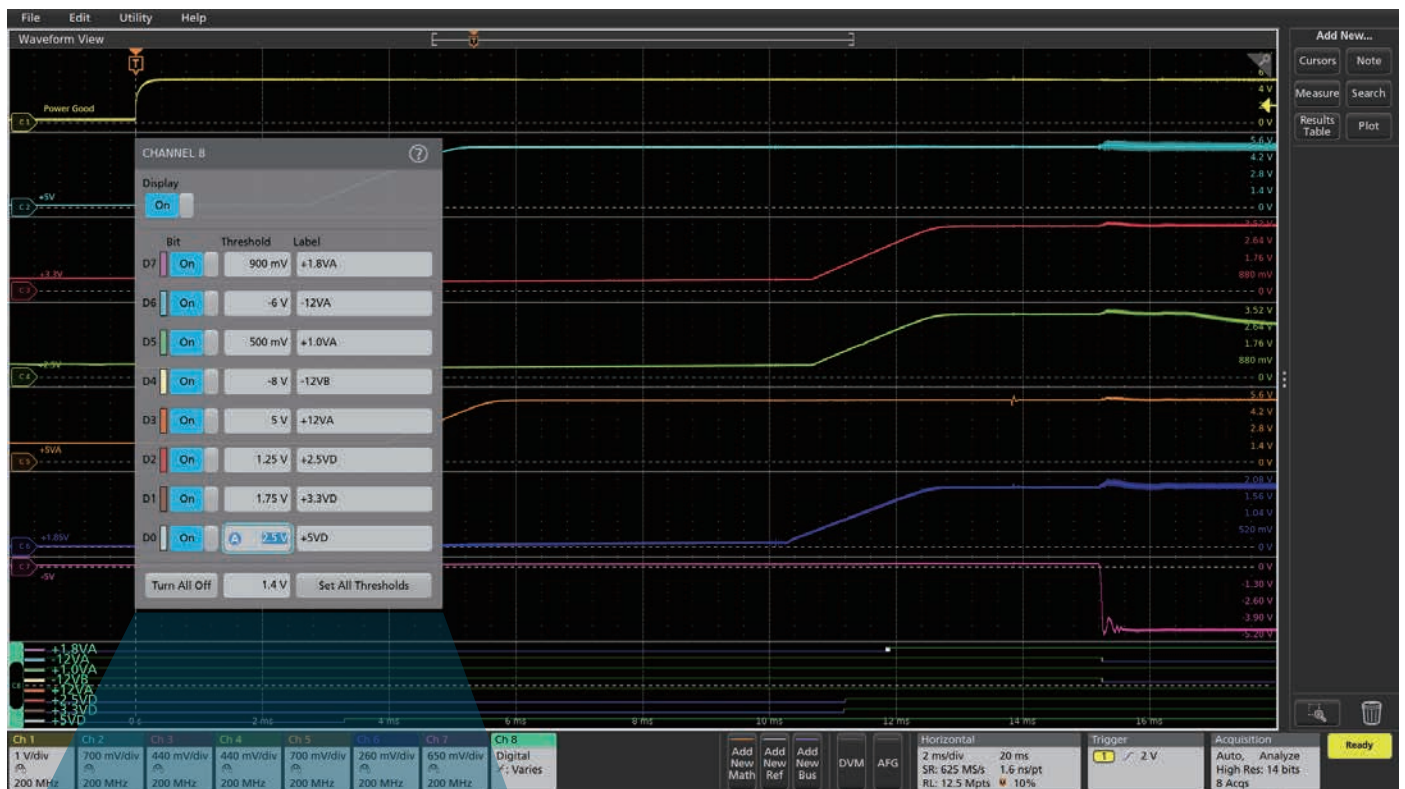 File Edit Utility Help
Waveform View
Add New...
Cursors Note
Measure Search
Results Table Plot
T
T
Power Good
C1
4 V
0 V
CHANNEL 8 ?
Display
On
Bit Threshold Label
D7 On 900 mV +1.8VA
D6 On -6 V -12VA
D5 On 500 mV +1.0VA
D4 On -8 V -12VB
D3 On 5 V +12VA
D2 On 1.25 V +2.5VD
D1 On 1.75 V +3.3VD
D0 On A 2.5 V +5VD
Turn All Off 1.4 V Set All Thresholds
+5V
C2
5.6 V
4.2 V
2.8 V
1.4 V
0 V
+3.3V
C3
3.52 V
2.64 V
1.76 V
880 mV
0 V
+2.5V
C4
3.52 V
2.64 V
1.76 V
880 mV
0 V
+5VA
C5
5.6 V
4.2 V
2.8 V
1.4 V
0 V
+1.85V
C6
2.08 V
1.56 V
1.04 V
520 mV
0 V
C7
-5V
0 V
-1.30 V
-2.60 V
-3.90 V
-5.20 V
+1.8VA
-12VA
+1.0VA
-12VB
+12VA
+2.5VD
+3.3VD
+5VD
C8
0 s 2 ms 4 ms 6 ms 8 ms 10 ms 12 ms 14 ms 16 ms
Ch 1
1 V/div
200 MHz
Ch 2
700 mV/div
200 MHz
Ch 3
440 mV/div
200 MHz
Ch 4
440 mV/div
200 MHz
Ch 5
700 mV/div
200 MHz
Ch 6
260 mV/div
200 MHz
Ch 7
650 mV/div
200 MHz
Ch 8
Digital
: Varies
Add New Math
Add New Ref
Add New Bus
DVM
AFG
Horizontal
2 ms/div 20 ms
SR: 625 MS/s 1.6 ns/pt
RL: 12.5 Mpts 10%
Trigger
1 2 V
Acquisition
Auto, Analyze
High Res: 14 bits
8 Acqs
Ready